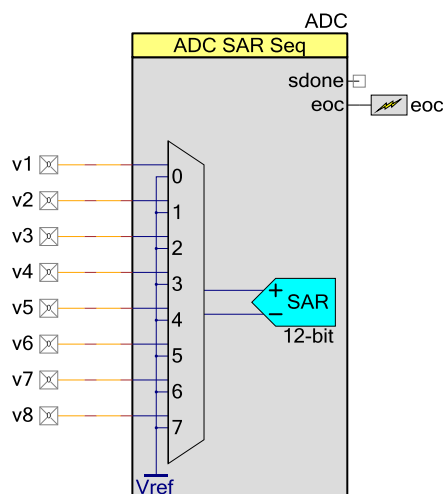 ADC
ADC SAR Seq
sdone
eoc
eoc
v1
0
v2
1
v3
2
v4
3
v5
4
v6
5
v7
6
v8
7
+ SAR
−
12-bit
Vref